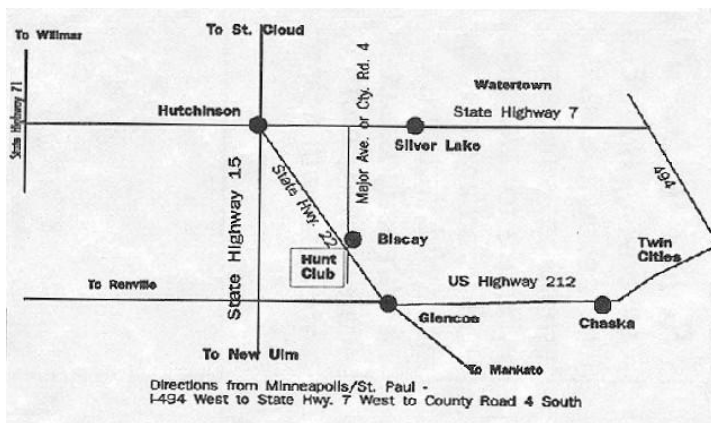 To Willmar
To St. Cloud
State Highway 71
Hutchinson
Major Ave. or Cty. Rd. 4
Watertown
State Highway 7
Silver Lake
494
State Highway 15
State Hwy. 22
Biscay
Twin
Cities
Hunt
Club
To Renville
US Highway 212
Glencoe
Chaska
To New Ulm
To Mankato
Directions from Minneapolis/St. Paul -
I-494 West to State Hwy. 7 West to County Road 4 South